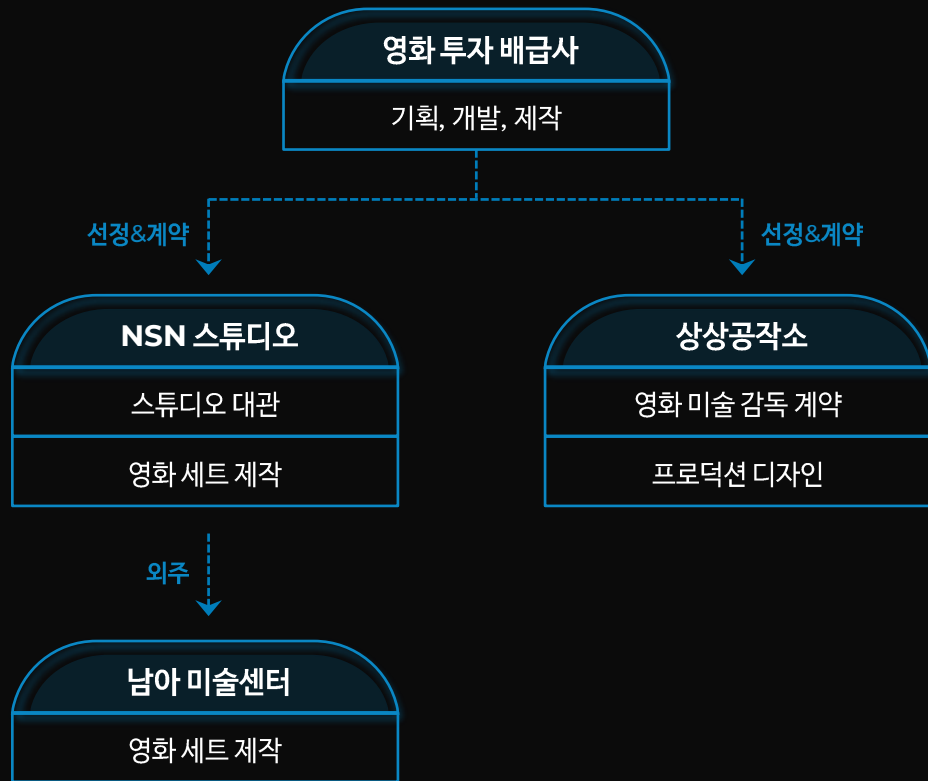 영화 투자 배급사
기획, 개발, 제작
선정&계약
선정&계약
NSN 스튜디오
스튜디오 대관
영화 세트 제작
상상공작소
영화 미술 감독 계약
프로덕션 디자인
외주
남아 미술센터
영화 세트 제작